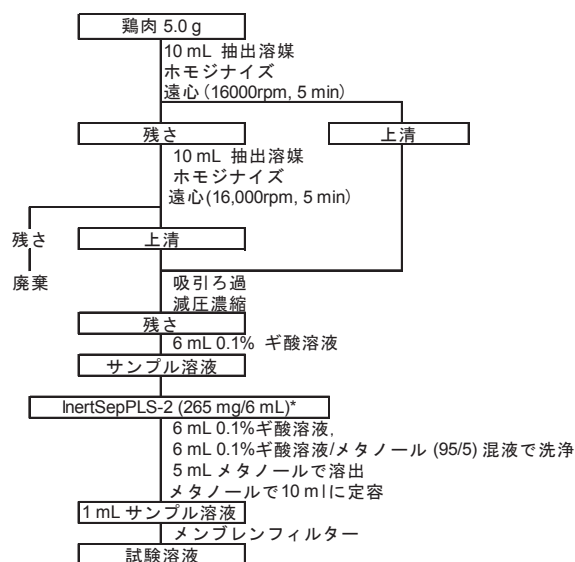 鶏肉 5.0 g
10 mL 抽出溶媒
ホモジナイズ
遠心 (16000rpm, 5 min)
残さ
上清
10 mL 抽出溶媒
ホモジナイズ
遠心(16,000rpm, 5 min)
残さ
上清
廃棄
吸引ろ過
減圧濃縮
残さ
6 mL 0.1% ギ酸溶液
サンプル溶液
InertSepPLS-2 (265 mg/6 mL)*
6 mL 0.1%ギ酸溶液,
6 mL 0.1%ギ酸溶液/メタノール (95/5) 混液で洗浄
5 mL メタノールで溶出
メタノールで10 mlに定容
1 mL サンプル溶液
メンブレンフィルター
試験溶液